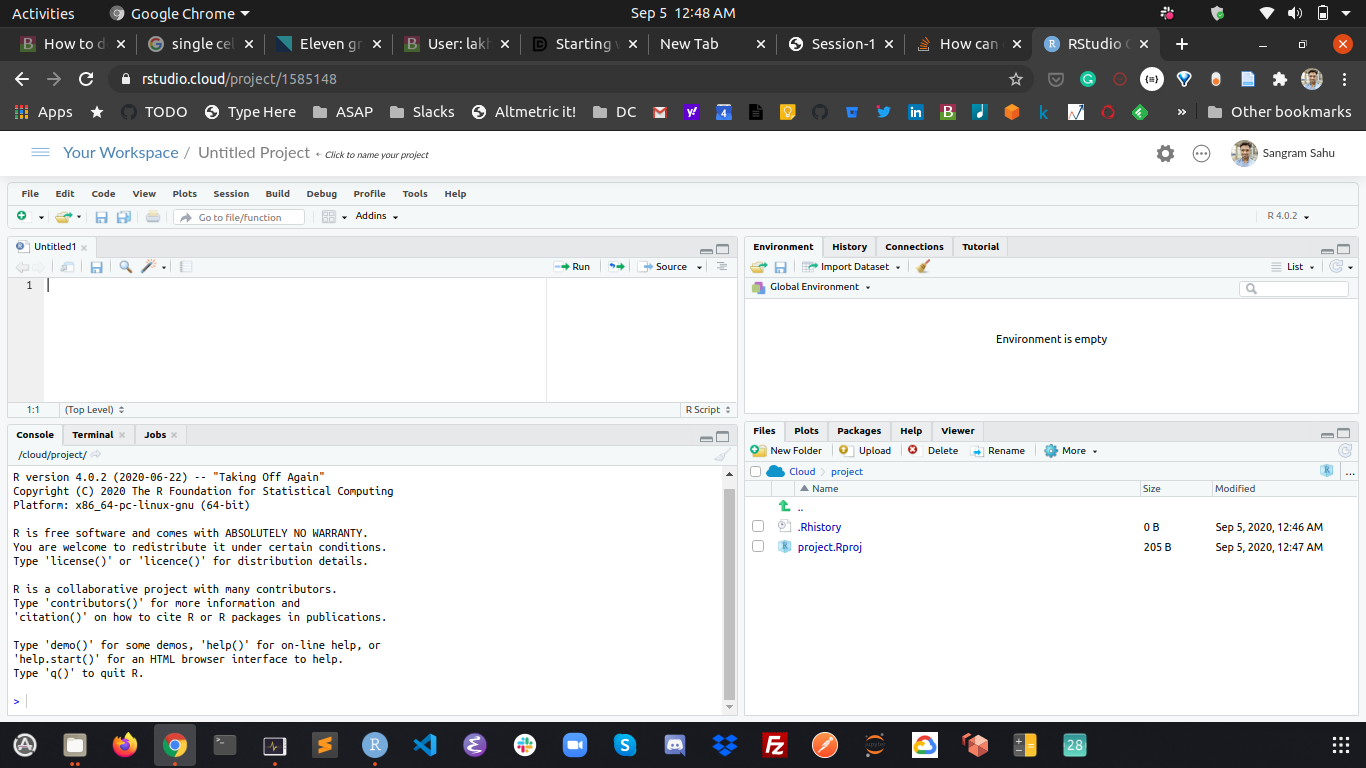 Activities Google Chrome Sep 5 12:48 AM
How to d single cel Eleven gr User: lakh Starting New Tab Session-1 How can RStudio
rstudio.cloud/project/1585148
Apps TODO Type Here ASAP Slacks Altmetric it! DC » Other bookmarks
Your Workspace / Untitled Project ← Click to name your project Sangram Sahu
File Edit Code View Plots Session Build Debug Profile Tools Help
Go to file/function Addins R 4.0.2
Untitled1
Run Source
1
1:1 (Top Level) R Script
Console Terminal Jobs
/cloud/project/
R version 4.0.2 (2020-06-22) -- "Taking Off Again"
Copyright (C) 2020 The R Foundation for Statistical Computing
Platform: x86_64-pc-linux-gnu (64-bit)
R is free software and comes with ABSOLUTELY NO WARRANTY.
You are welcome to redistribute it under certain conditions.
Type 'license()' or 'licence()' for distribution details.
R is a collaborative project with many contributors.
Type 'contributors()' for more information and
'citation()' on how to cite R or R packages in publications.
Type 'demo()' for some demos, 'help()' for on-line help, or
'help.start()' for an HTML browser interface to help.
Type 'q()' to quit R.
>
Environment History Connections Tutorial
Import Dataset List
Global Environment
Environment is empty
Files Plots Packages Help Viewer
New Folder Upload Delete Rename More
Cloud project ...
Name Size Modified
..
.Rhistory 0 B Sep 5, 2020, 12:46 AM
project.Rproj 205 B Sep 5, 2020, 12:47 AM
28